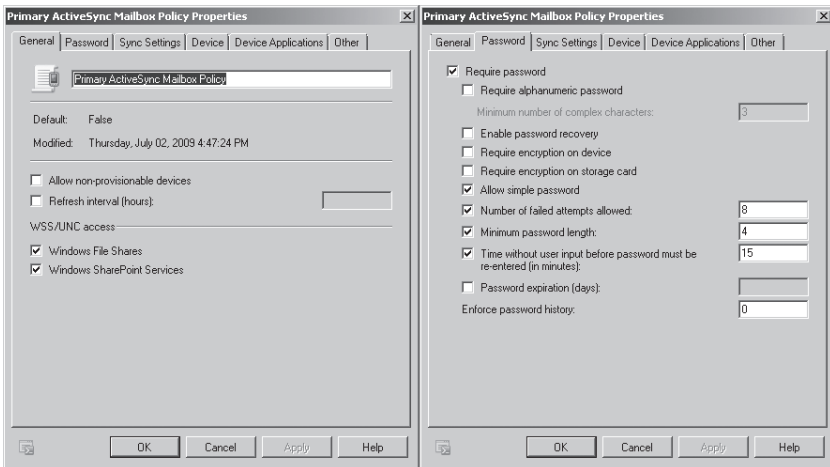 Primary ActiveSync Mailbox Policy Properties
General Password Sync Settings Device Device Applications Other
Primary ActiveSync Mailbox Policy
Default: False
Modified: Thursday, July 02, 2009 4:47:24 PM
Allow non-provisionable devices
Refresh interval (hours):
WSS/UNC access
Windows File Shares
Windows SharePoint Services
OK Cancel Apply Help
Primary ActiveSync Mailbox Policy Properties
General Password Sync Settings Device Device Applications Other
Require password
Require alphanumeric password
Minimum number of complex characters: 3
Enable password recovery
Require encryption on device
Require encryption on storage card
Allow simple password
Number of failed attempts allowed: 8
Minimum password length: 4
Time without user input before password must be 15
re-entered (in minutes):
Password expiration (days):
Enforce password history: 0
OK Cancel Apply Help